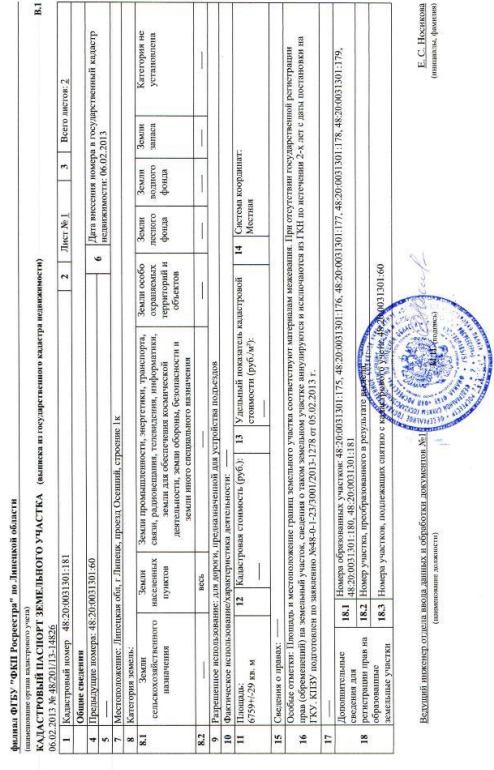 филиал ФГБУ "ФКП Росреестра" по Липецкой области
(наименование органа кадастрового учета)
КАДАСТРОВЫЙ ПАСПОРТ ЗЕМЕЛЬНОГО УЧАСТКА (выписка из государственного кадастра недвижимости) В.1
06.02.2013 № 48/201/13-14826
1 Кадастровый номер 48:20:0031301:181 2 Лист № 1 3 Всего листов: 2
Общие сведения
4 Предыдущие номера: 48:20:0031301:60 6 Дата внесения номера в государственный кадастр
5 — недвижимости: 06.02.2013
7 Местоположение: Липецкая обл, г Липецк, проезд Осенний, строение 1к
8 Категория земель:
8.1 Земли сельскохозяйственного назначения
Земли населенных пунктов
Земли промышленности, энергетики, транспорта,
связи, радиовещания, телевидения, информатики,
земли для обеспечения космической
деятельности, земли обороны, безопасности и
земли иного специального назначения
Земли особо охраняемых территорий и объектов
Земли лесного фонда
Земли водного фонда
Земли запаса
Категория не установлена
8.2 — весь — — — — — —
9 Разрешенное использование: для дороги, предназначенной для устройства подъездов
10 Фактическое использование/характеристика деятельности: —
11 Площадь: 12 Кадастровая стоимость (руб.): 13 Удельный показатель кадастровой 14 Система координат:
6759+/-29 кв. м — стоимости (руб./м²): — Местная
15 Сведения о правах: —
16 Особые отметки: Площадь и местоположение границ земельного участка соответствуют материалам межевания. При отсутствии государственной регистрации
прав (обременений) на земельный участок, сведения о таком земельном участке аннулируются и исключаются из ГКН по истечении 2-х лет с даты постановки на
ГКУ. КПЗУ подготовлен по заявлению №48-0-1-23/3001/2013-1278 от 05.02.2013 г.
17 —
18 Дополнительные сведения для регистрации прав на образованные земельные участки
18.1 Номера образованных участков: 48:20:0031301:175, 48:20:0031301:176, 48:20:0031301:177, 48:20:0031301:178, 48:20:0031301:179,
48:20:0031301:180, 48:20:0031301:181
18.2 Номер участка, преобразованного в результате
18.3 Номера участков, подлежащих снятию с кадастрового учета: 48:20:0031301:60
Ведущий инженер отдела ввода данных и обработки документов №1 Е. С. Носикова
(наименование должности) (подпись) (инициалы, фамилия)